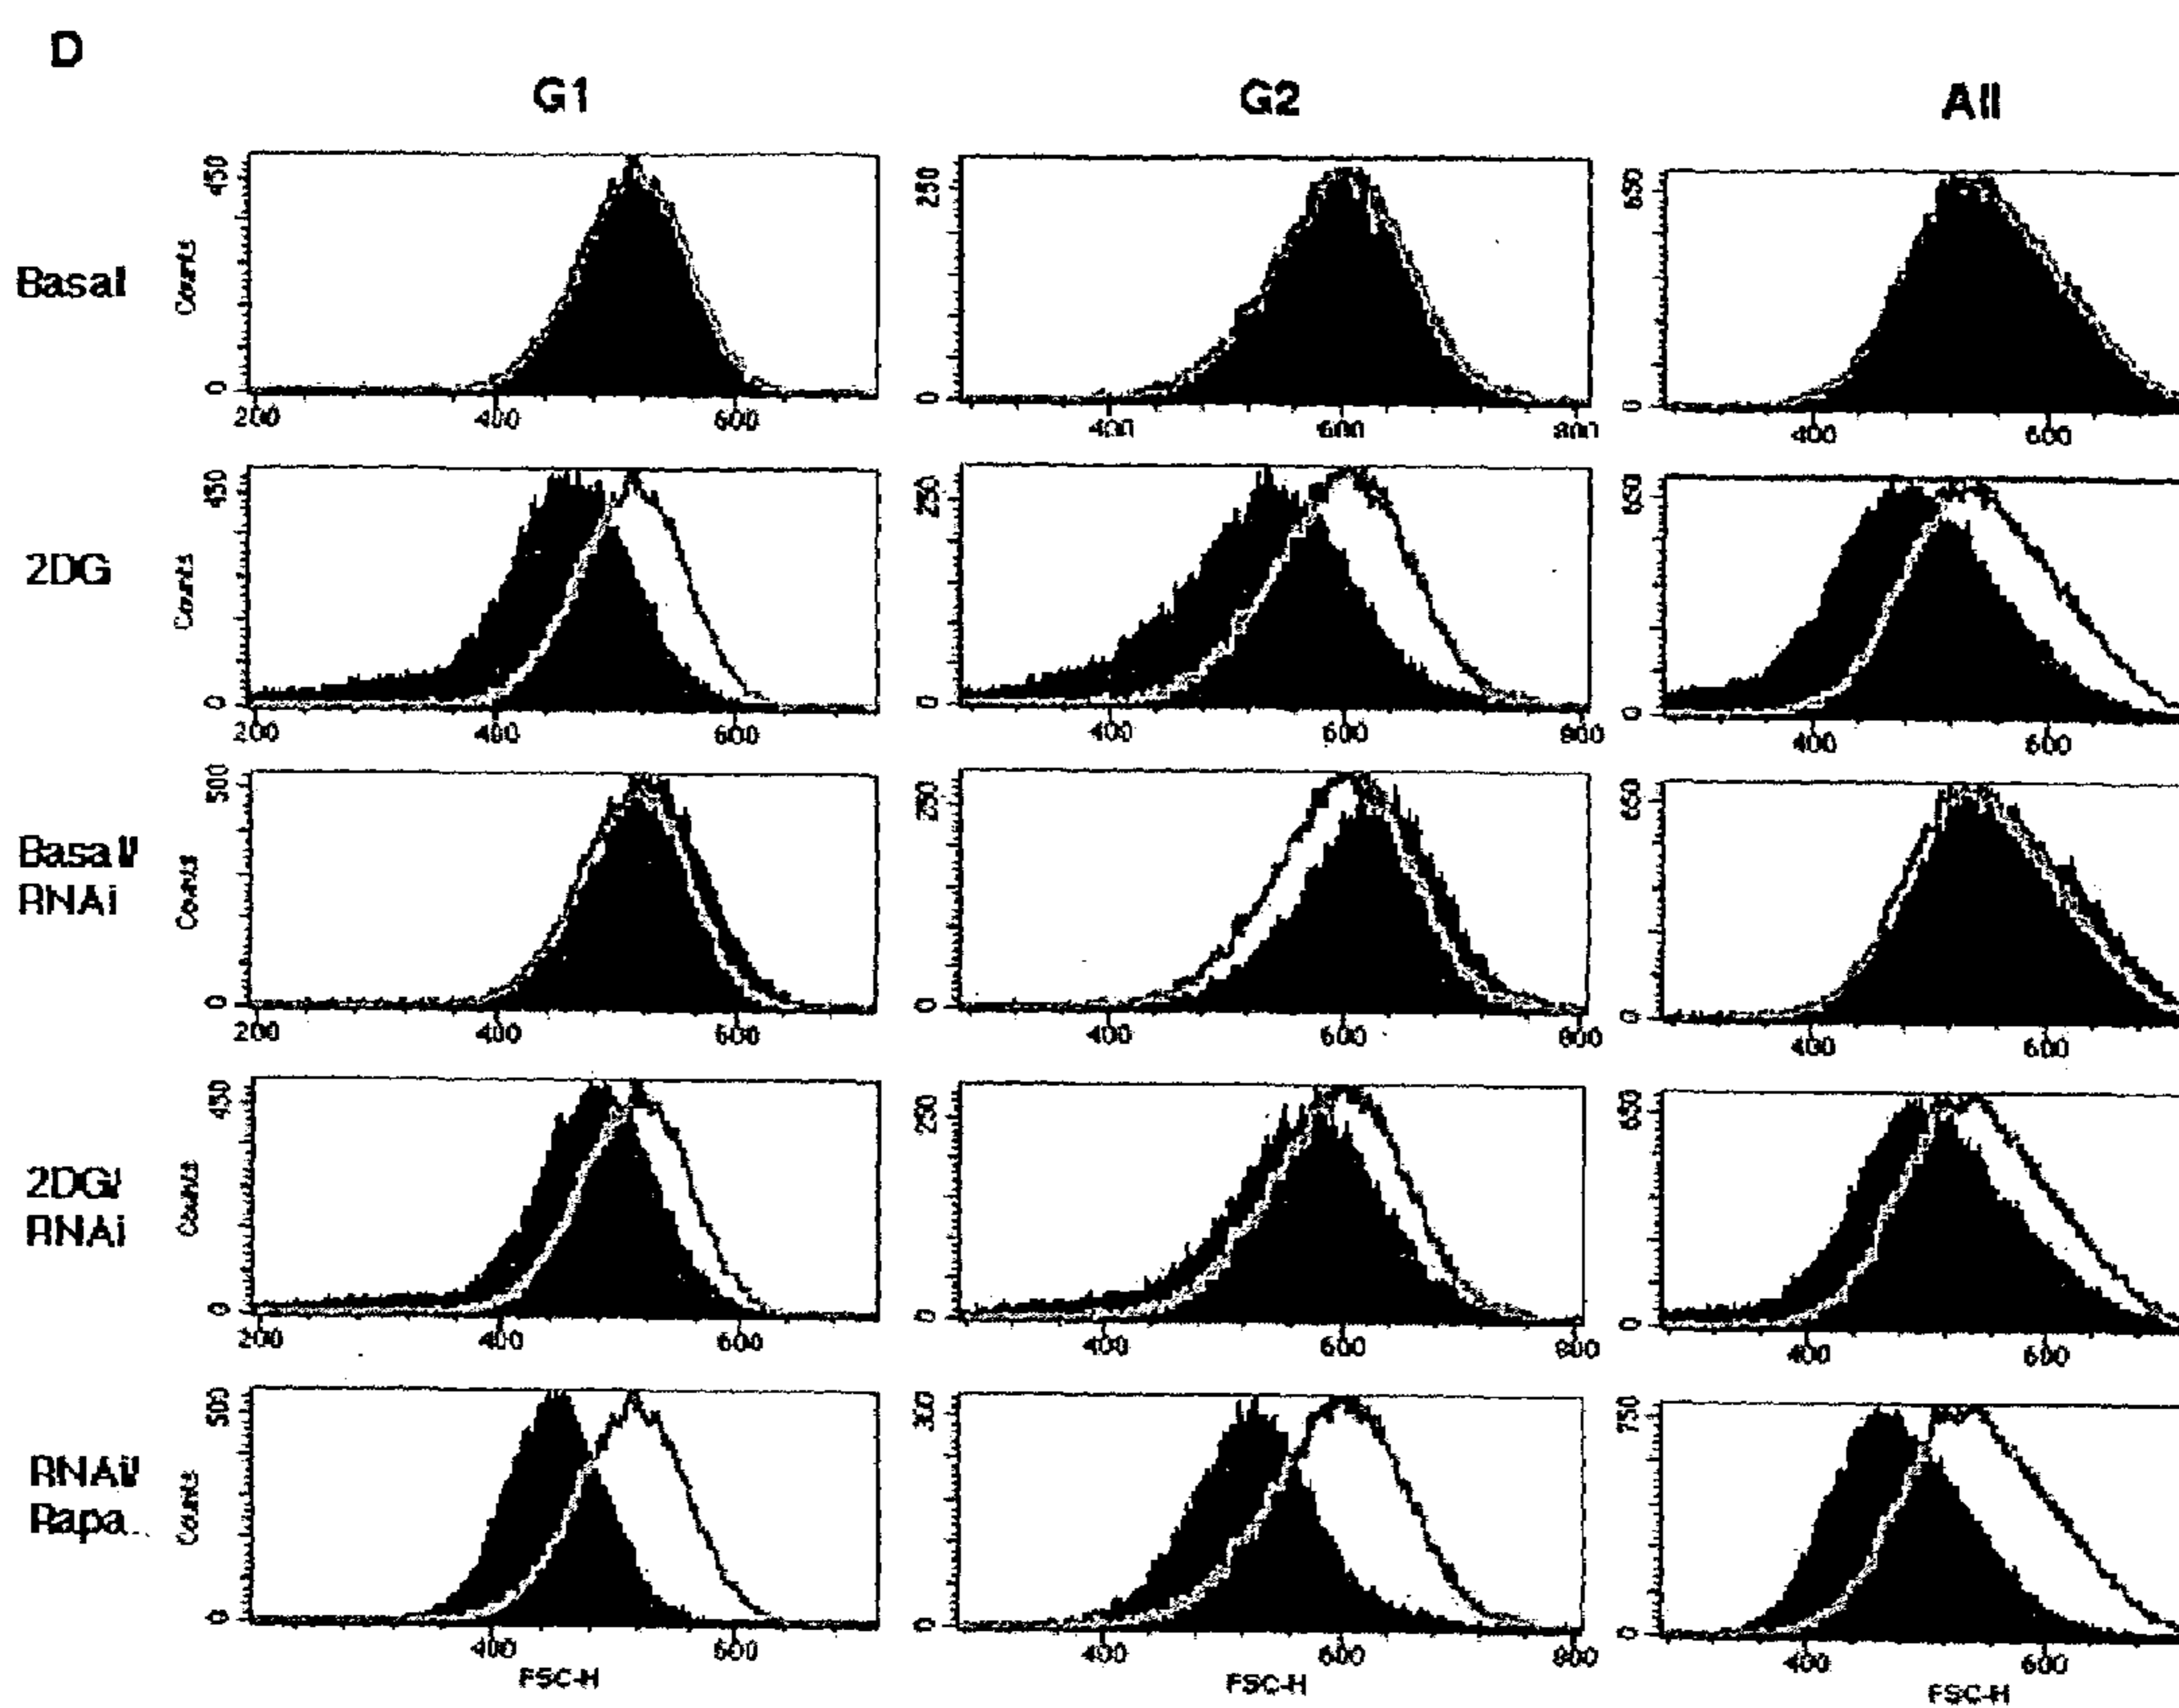 D
G1 G2 All
Basal Counts 450 0 200 400 600 250 0 400 600 800 650 0 400 600
2DG Counts 450 0 200 400 600 250 0 400 600 800 650 0 400 600
Basal/
RNAi Counts 500 0 200 400 600 250 0 400 600 800 650 0 400 600
2DG/
RNAi Counts 450 0 200 400 600 250 0 400 600 800 650 0 400 600
RNAi/
Rapa Counts 500 0 400 600 300 0 400 600 800 750 0 400 600
FSC-H FSC-H FSC-H